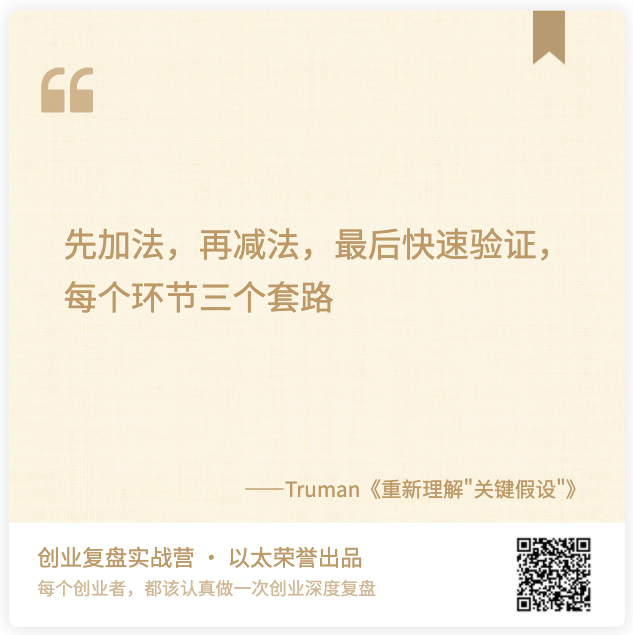 先加法，再减法，最后快速验证，
每个环节三个套路
——Truman《重新理解"关键假设"》
创业复盘实战营 · 以太荣誉出品
每个创业者，都该认真做一次创业深度复盘